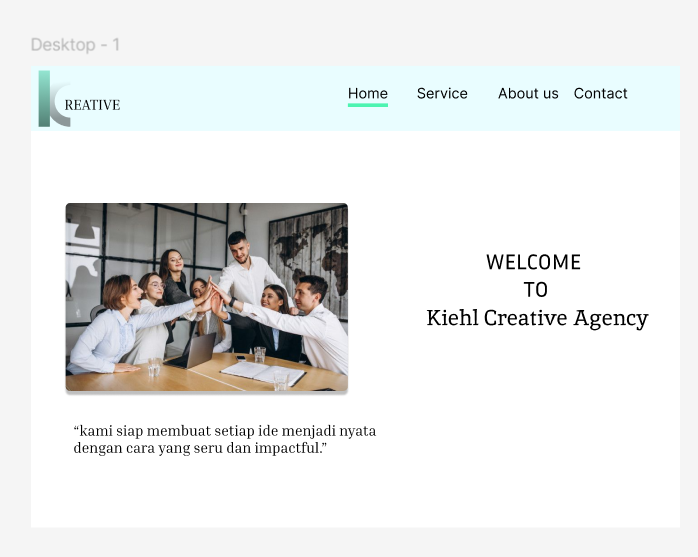 Desktop - 1
kREATIVE
Home Service About us Contact
WELCOME
TO
Kiehl Creative Agency
“kami siap membuat setiap ide menjadi nyata
dengan cara yang seru dan impactful.”